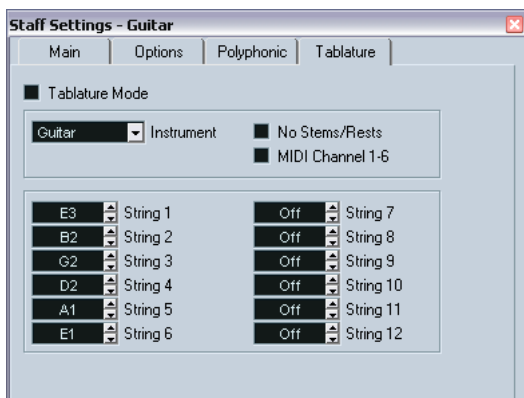 Staff Settings - Guitar
Main Options Polyphonic Tablature
Tablature Mode
Guitar Instrument No Stems/Rests
MIDI Channel 1-6
E3 String 1 Off String 7
B2 String 2 Off String 8
G2 String 3 Off String 9
D2 String 4 Off String 10
A1 String 5 Off String 11
E1 String 6 Off String 12